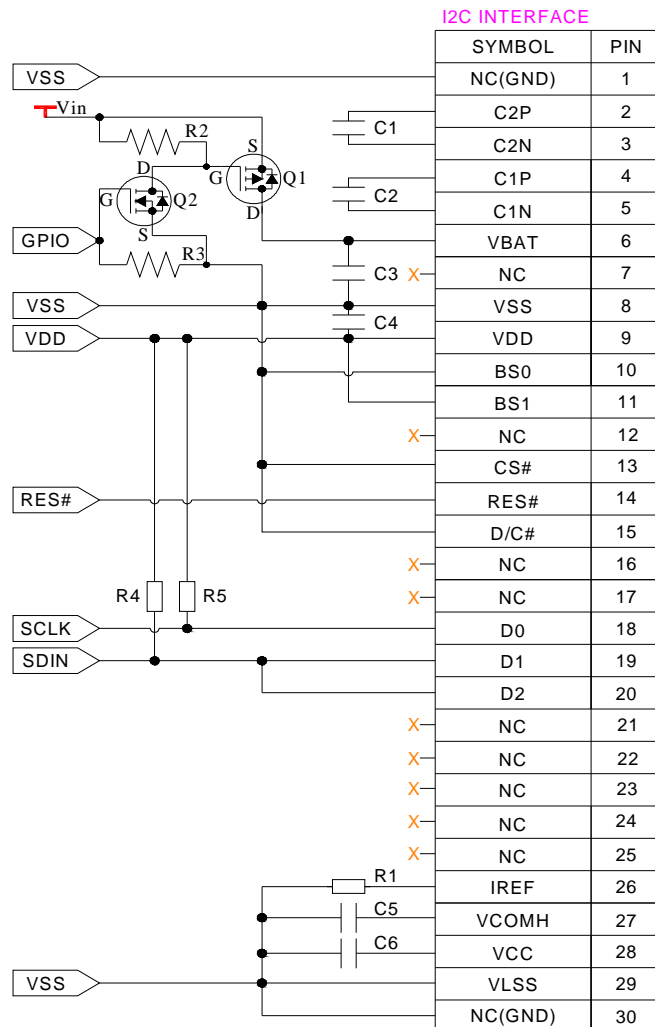 I2C INTERFACE
SYMBOL PIN
VSS NC(GND) 1
Vin C2P 2
C1
R2 C2N 3
S
D C1P 4
G Q1
C2
G Q2 C1N 5
D
S
GPIO VBAT 6
R3
C3 X NC 7
VSS VSS 8
C4
VDD VDD 9
BS0 10
BS1 11
X NC 12
CS# 13
RES# RES# 14
D/C# 15
X NC 16
R4 R5 X NC 17
SCLK D0 18
SDIN D1 19
D2 20
X NC 21
X NC 22
X NC 23
X NC 24
X NC 25
R1 IREF 26
C5 VCOMH 27
C6 VCC 28
VSS VLSS 29
NC(GND) 30